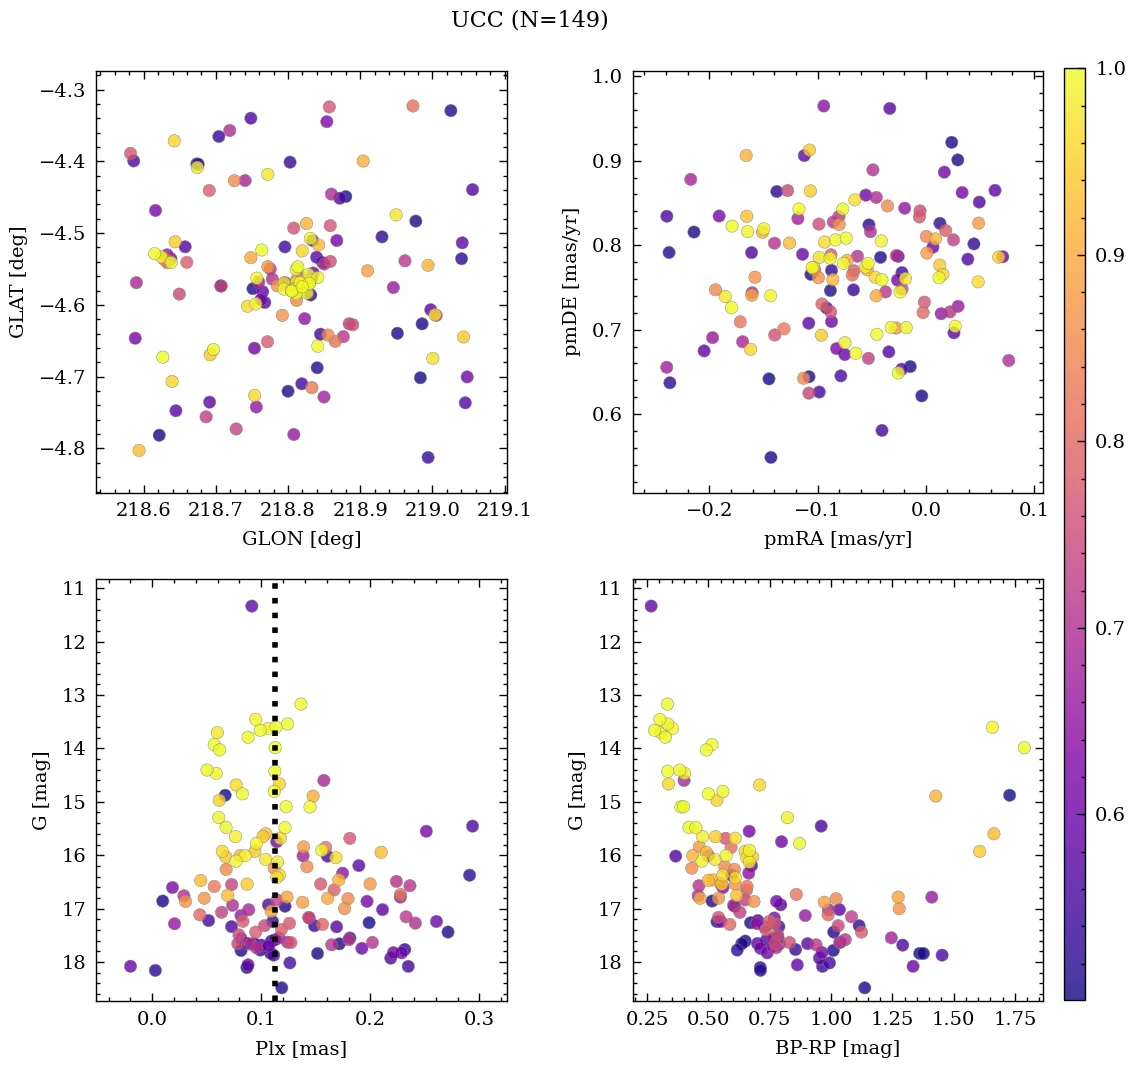 UCC (N=149)
−4.3
−4.4
−4.5
−4.6
−4.7
−4.8
GLAT [deg]
218.6 218.7 218.8 218.9 219.0 219.1
GLON [deg]
1.0
0.9
0.8
0.7
0.6
pmDE [mas/yr]
−0.2 −0.1 0.0 0.1
pmRA [mas/yr]
11
12
13
14
15
16
17
18
G [mag]
0.0 0.1 0.2 0.3
Plx [mas]
11
12
13
14
15
16
17
18
G [mag]
0.25 0.50 0.75 1.00 1.25 1.50 1.75
BP-RP [mag]
1.0
0.9
0.8
0.7
0.6